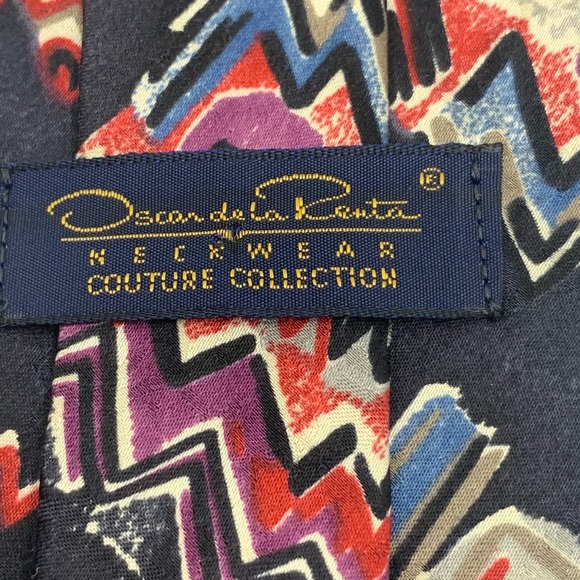 Oscar de la Renta ®
NECKWEAR
COUTURE COLLECTION